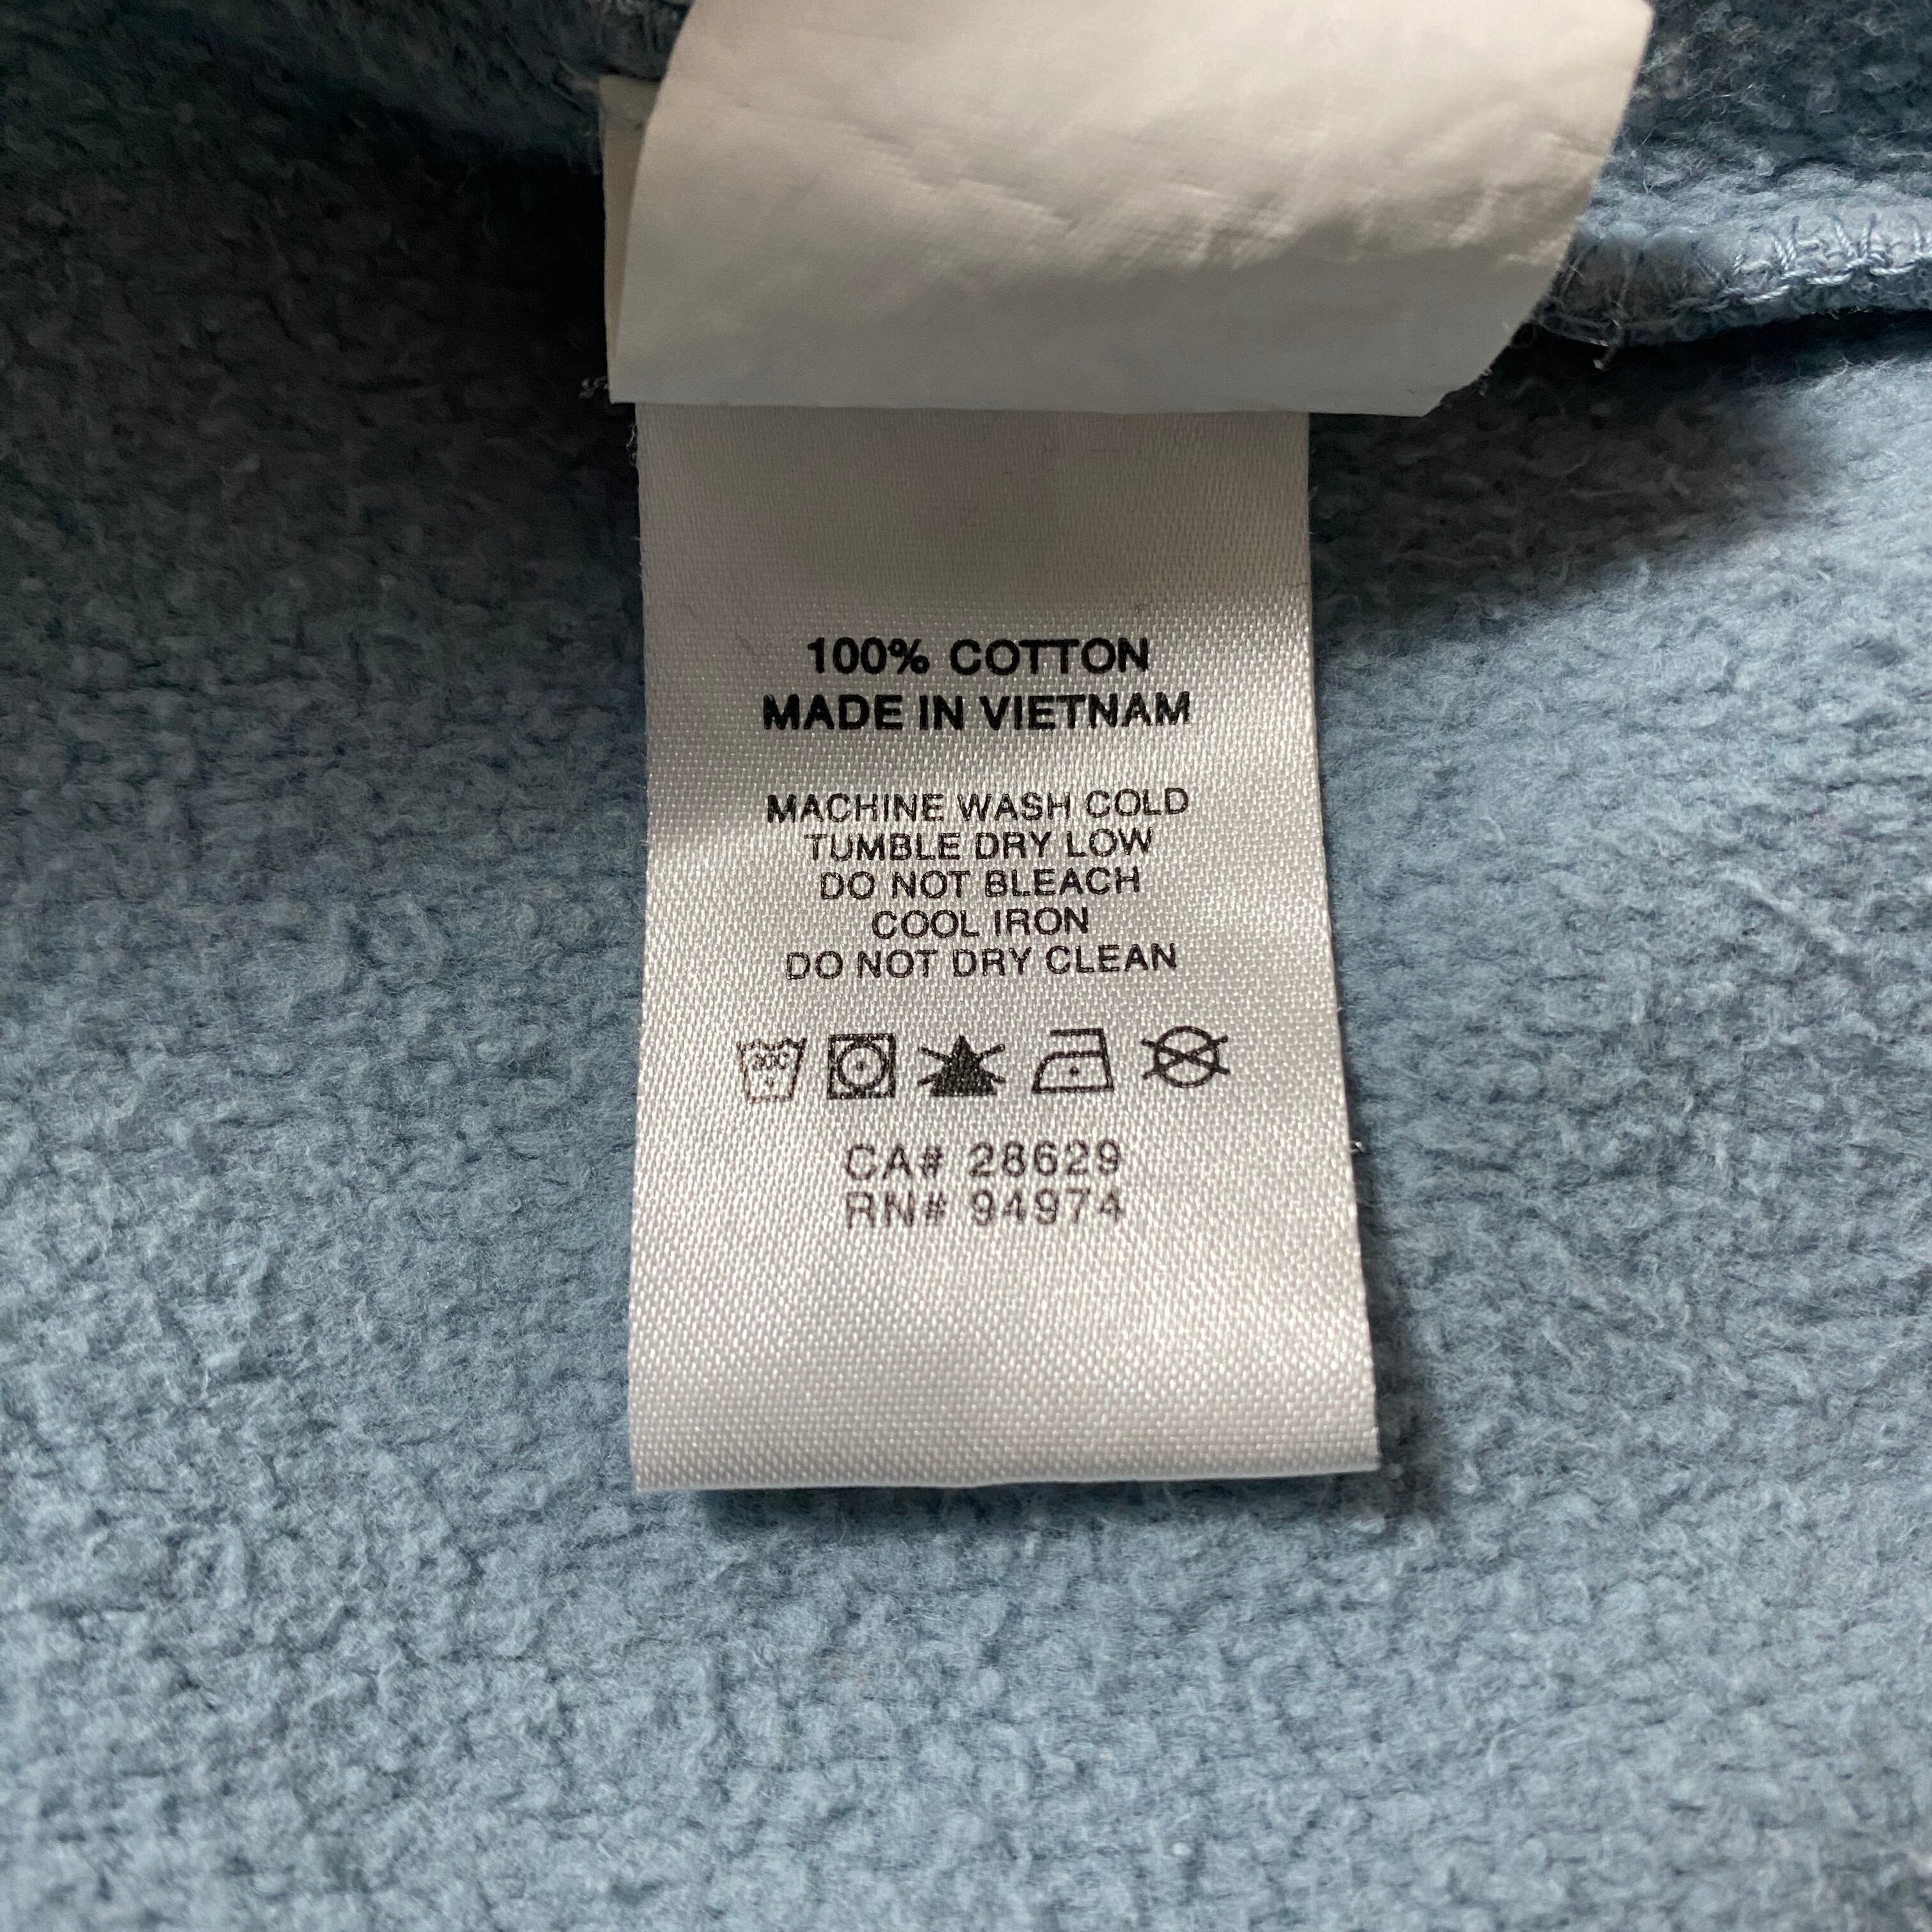 100% COTTON
MADE IN VIETNAM
MACHINE WASH COLD
TUMBLE DRY LOW
DO NOT BLEACH
COOL IRON
DO NOT DRY CLEAN
CA# 28629
RN# 94974